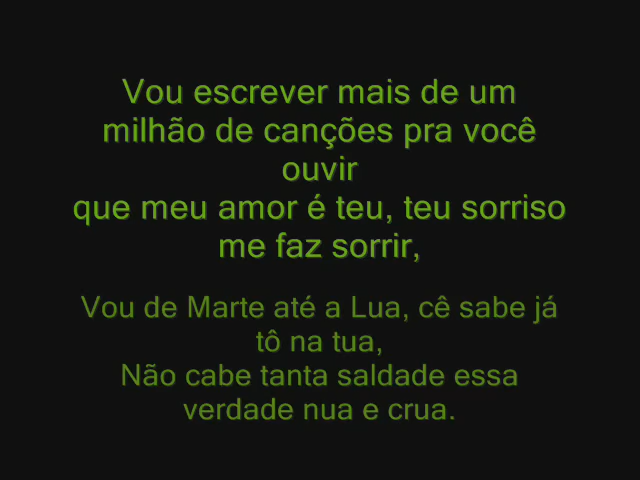 Vou escrever mais de um
milhão de canções pra você
ouvir
que meu amor é teu, teu sorriso
me faz sorrir,
Vou de Marte até a Lua, cê sabe já
tô na tua,
Não cabe tanta saldade essa
verdade nua e crua.